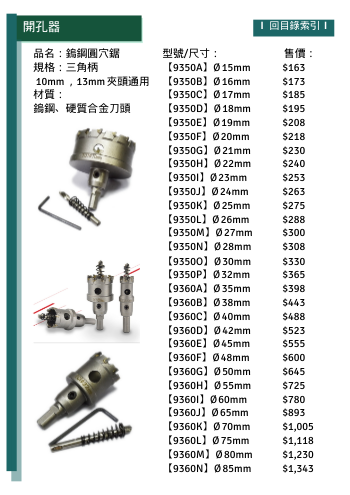 開孔器
I 回目錄索引 I
品名：鎢鋼圓穴鋸
規格：三角柄
10mm，13mm夾頭通用
材質：
鎢鋼、硬質合金刀頭
型號/尺寸： 售價：
【9350A】Ø15mm $163
【9350B】Ø16mm $173
【9350C】Ø17mm $185
【9350D】Ø18mm $195
【9350E】Ø19mm $208
【9350F】Ø20mm $218
【9350G】Ø21mm $230
【9350H】Ø22mm $240
【9350I】Ø23mm $253
【9350J】Ø24mm $263
【9350K】Ø25mm $275
【9350L】Ø26mm $288
【9350M】Ø27mm $300
【9350N】Ø28mm $308
【9350O】Ø30mm $330
【9350P】Ø32mm $365
【9360A】Ø35mm $398
【9360B】Ø38mm $443
【9360C】Ø40mm $488
【9360D】Ø42mm $523
【9360E】Ø45mm $555
【9360F】Ø48mm $600
【9360G】Ø50mm $645
【9360H】Ø55mm $725
【9360I】Ø60mm $780
【9360J】Ø65mm $893
【9360K】Ø70mm $1,005
【9360L】Ø75mm $1,118
【9360M】Ø80mm $1,230
【9360N】Ø85mm $1,343